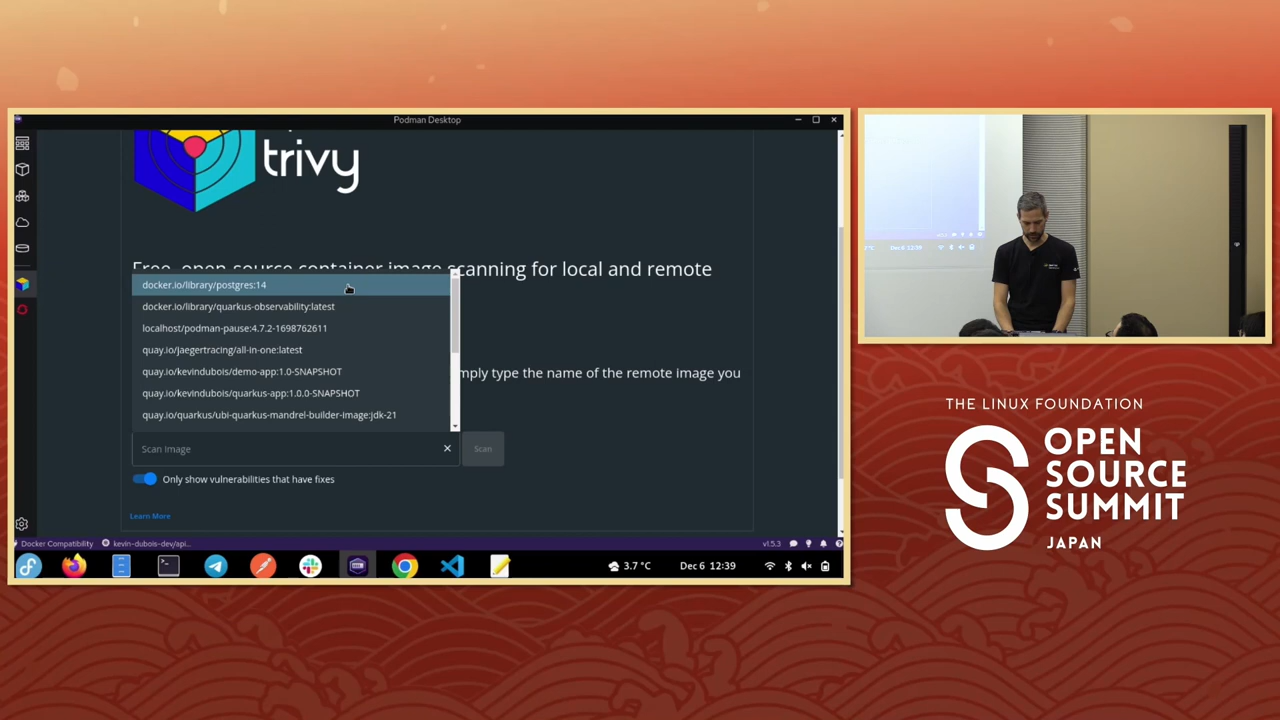 Podman Desktop
trivy
Free, open source container image scanning for local and remote
docker.io/library/postgres:14
docker.io/library/quarkus-observability:latest
localhost/podman-pause:4.7.2-1698762611
quay.io/jaegertracing/all-in-one:latest
quay.io/kevindubois/demo-app:1.0-SNAPSHOT
mply type the name of the remote image you
quay.io/kevindubois/quarkus-app:1.0.0-SNAPSHOT
quay.io/quarkus/ubi-quarkus-mandrel-builder-image:jdk-21
Scan Image
Scan
Only show vulnerabilities that have fixes
Learn More
Docker Compatibility
kevin-dubois-dev/api...
v1.5.3
3.7 °C
Dec 6 12:39
Dec 6 12:39
THE LINUX FOUNDATION
OPEN
SOURCE
SUMMIT
JAPAN